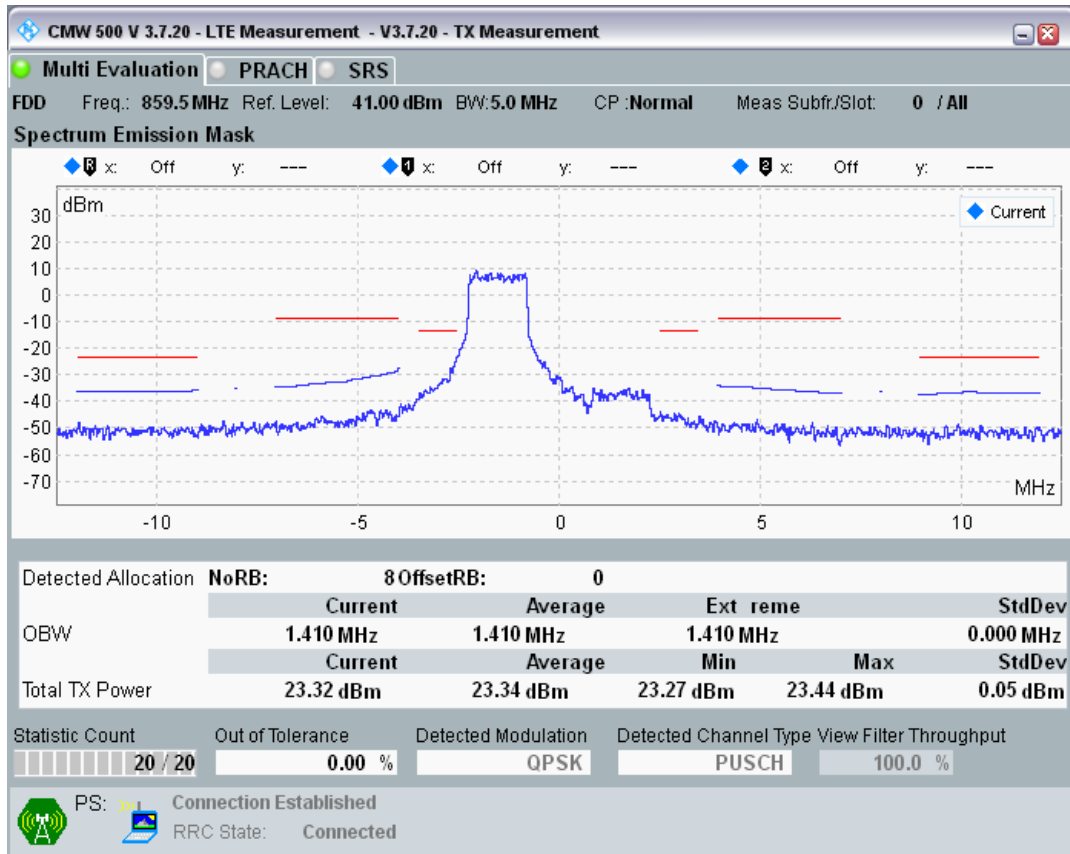 CMW 500 V 3.7.20 - LTE Measurement - V3.7.20 - TX Measurement
Multi Evaluation PRACH SRS
FDD Freq.: 859.5 MHz Ref. Level: 41.00 dBm BW:5.0 MHz CP :Normal Meas Subfr./Slot: 0 / All
Spectrum Emission Mask
R x: Off y: --- 1 x: Off y: --- 2 x: Off y: ---
dBm
Current
30
20
10
0
-10
-20
-30
-40
-50
-60
-70
MHz
-10 -5 0 5 10
Detected Allocation NoRB: 8 OffsetRB: 0
Current Average Ext reme StdDev
OBW 1.410 MHz 1.410 MHz 1.410 MHz 0.000 MHz
Current Average Min Max StdDev
Total TX Power 23.32 dBm 23.34 dBm 23.27 dBm 23.44 dBm 0.05 dBm
Statistic Count Out of Tolerance Detected Modulation Detected Channel Type View Filter Throughput
20 / 20 0.00 % QPSK PUSCH 100.0 %
PS: Connection Established
RRC State: Connected